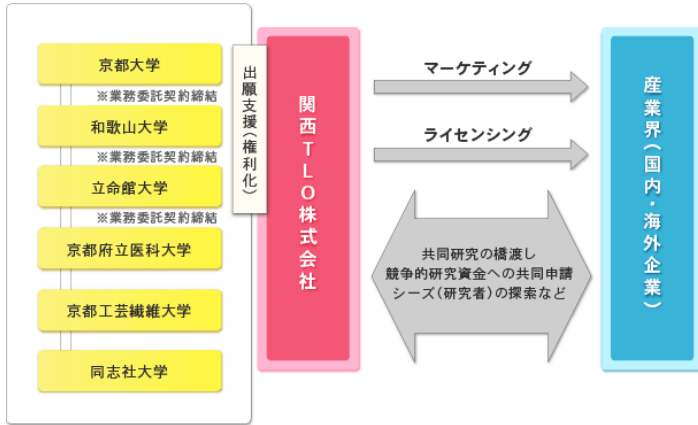 京都大学
※業務委託契約締結
和歌山大学
※業務委託契約締結
立命館大学
※業務委託契約締結
京都府立医科大学
京都工芸繊維大学
同志社大学
出願支援(権利化)
関西TLO株式会社
マーケティング
ライセンシング
共同研究の橋渡し
競争的研究資金への共同申請
シーズ(研究者)の探索など
産業界(国内・海外企業)